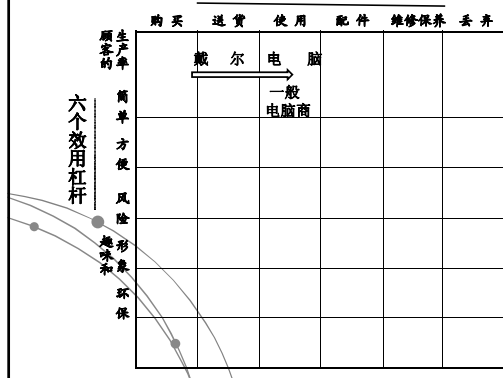 购买 送货 使用 配件 维修保养 丢弃
顾客的
生产率
戴尔电脑
一般
电脑商
六个效用杠杆
简单
方便
风险
趣味和
形象
环保